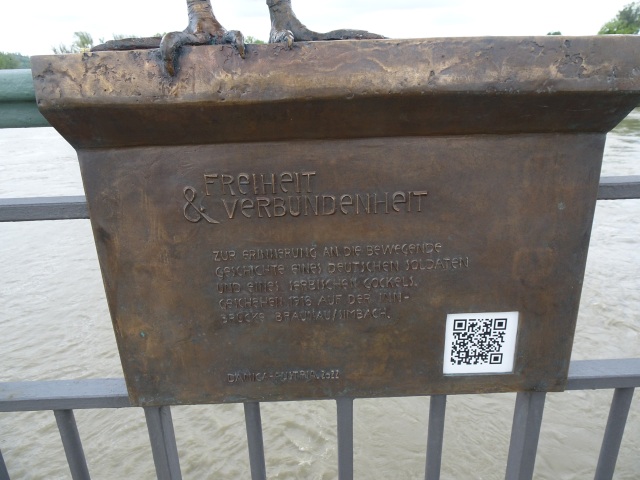 FREIHEIT
& VERBUNDENHEIT
ZUR ERINNERUNG AN DIE BEWEGENDE
GESCHICHTE EINES DEUTSCHEN SOLDATEN
UND EINES SERBISCHEN GOCKELS.
GESCHEHEN 1918 AUF DER INN-
BRÜCKE BRAUNAU/SIMBACH.